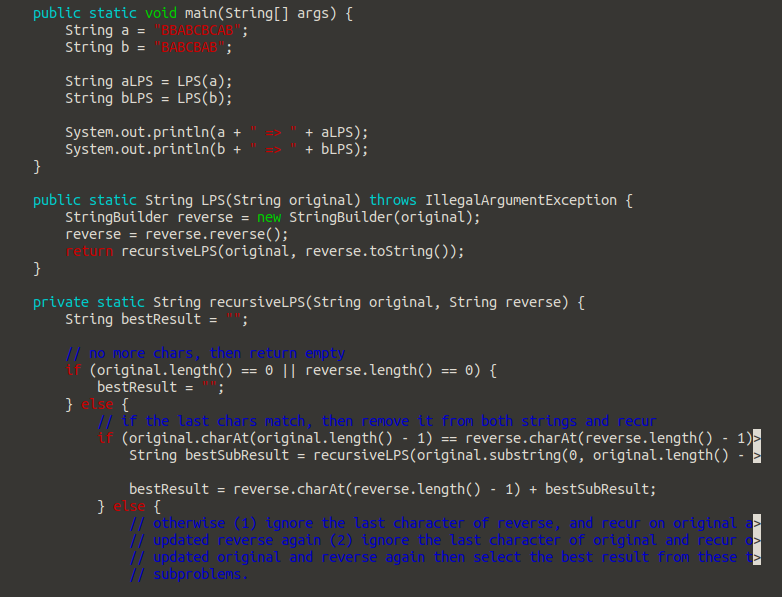 public static void main(String[] args) {
String a = "BBABCBCAB";
String b = "BABCBAB";
String aLPS = LPS(a);
String bLPS = LPS(b);
System.out.println(a + " => " + aLPS);
System.out.println(b + " => " + bLPS);
}
public static String LPS(String original) throws IllegalArgumentException {
StringBuilder reverse = new StringBuilder(original);
reverse = reverse.reverse();
return recursiveLPS(original, reverse.toString());
}
private static String recursiveLPS(String original, String reverse) {
String bestResult = "";
// no more chars, then return empty
if (original.length() == 0 || reverse.length() == 0) {
bestResult = "";
} else {
// if the last chars match, then remove it from both strings and recur
if (original.charAt(original.length() - 1) == reverse.charAt(reverse.length() - 1)>
String bestSubResult = recursiveLPS(original.substring(0, original.length() - >
bestResult = reverse.charAt(reverse.length() - 1) + bestSubResult;
} else {
// otherwise (1) ignore the last character of reverse, and recur on original a>
// updated reverse again (2) ignore the last character of original and recur o>
// updated original and reverse again then select the best result from these t>
// subproblems.